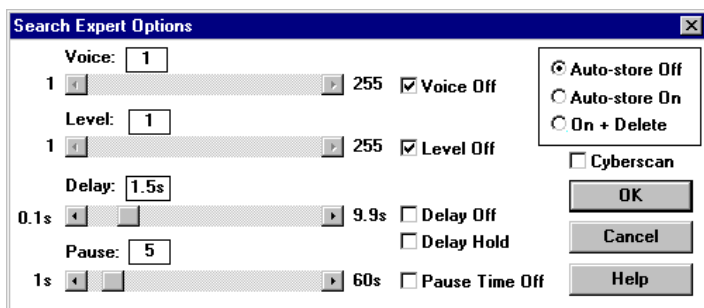 Search Expert Options
Voice: 1
1 255 Voice Off
Level: 1
1 255 Level Off
Delay: 1.5s
0.1s 9.9s Delay Off
Delay Hold
Pause: 5
1s 60s Pause Time Off
Auto-store Off
Auto-store On
On + Delete
Cyberscan
OK
Cancel
Help